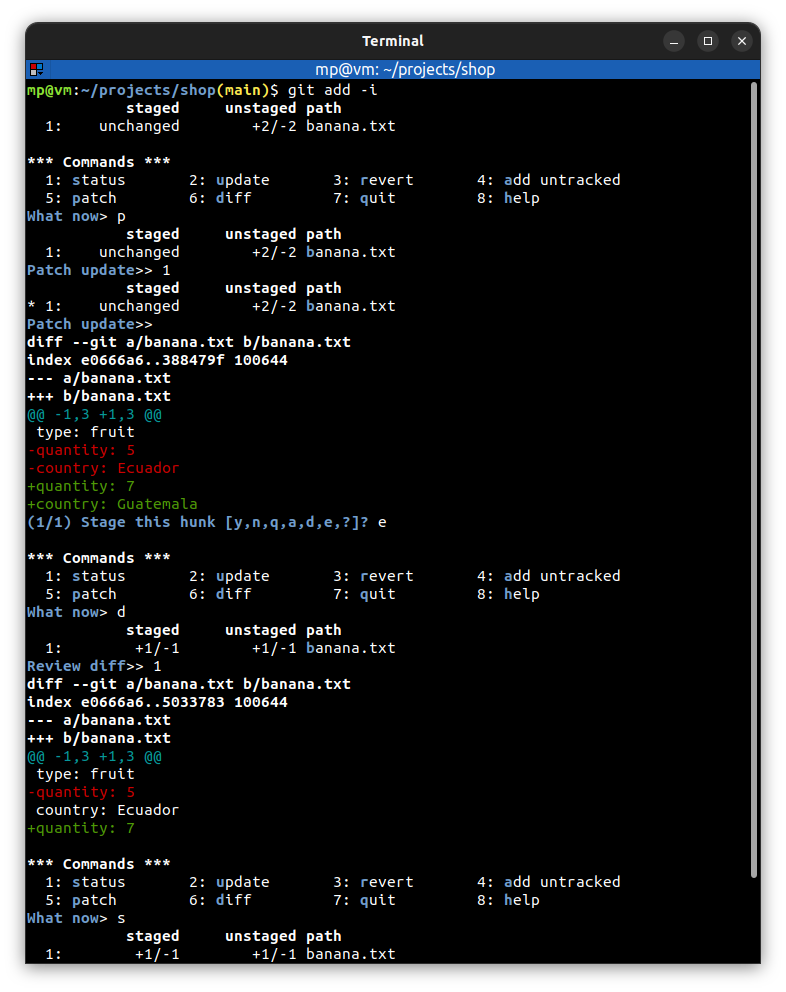 Terminal
mp@vm: ~/projects/shop
mp@vm:~/projects/shop(main)$ git add -i
           staged     unstaged path
  1:    unchanged        +2/-2 banana.txt

*** Commands ***
  1: status       2: update       3: revert       4: add untracked
  5: patch        6: diff         7: quit         8: help
What now> p
           staged     unstaged path
  1:    unchanged        +2/-2 banana.txt
Patch update>> 1
           staged     unstaged path
* 1:    unchanged        +2/-2 banana.txt
Patch update>>
diff --git a/banana.txt b/banana.txt
index e0666a6..388479f 100644
--- a/banana.txt
+++ b/banana.txt
@@ -1,3 +1,3 @@
 type: fruit
-quantity: 5
-country: Ecuador
+quantity: 7
+country: Guatemala
(1/1) Stage this hunk [y,n,q,a,d,e,?]? e

*** Commands ***
  1: status       2: update       3: revert       4: add untracked
  5: patch        6: diff         7: quit         8: help
What now> d
           staged     unstaged path
  1:        +1/-1        +1/-1 banana.txt
Review diff>> 1
diff --git a/banana.txt b/banana.txt
index e0666a6..5033783 100644
--- a/banana.txt
+++ b/banana.txt
@@ -1,3 +1,3 @@
 type: fruit
-quantity: 5
 country: Ecuador
+quantity: 7

*** Commands ***
  1: status       2: update       3: revert       4: add untracked
  5: patch        6: diff         7: quit         8: help
What now> s
           staged     unstaged path
  1:        +1/-1        +1/-1 banana.txt